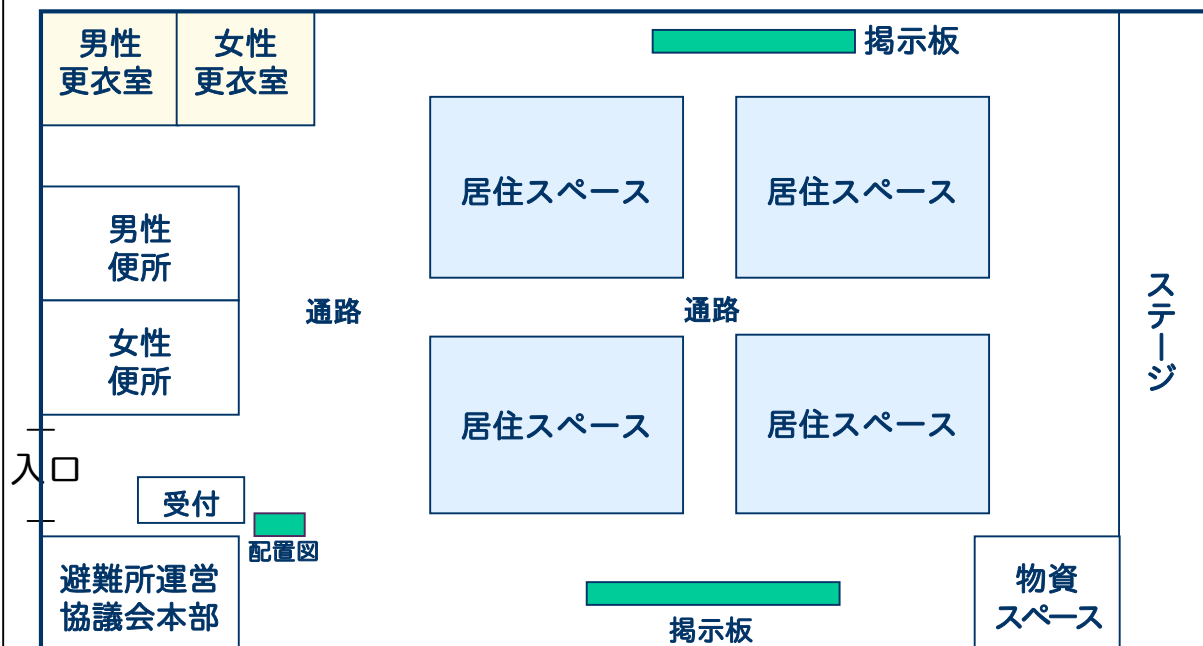 男性
更衣室
女性
更衣室
掲示板
居住スペース
居住スペース
男性
便所
通路
通路
ステージ
女性
便所
居住スペース
居住スペース
入口
受付
配置図
避難所運営
協議会本部
掲示板
物資
スペース